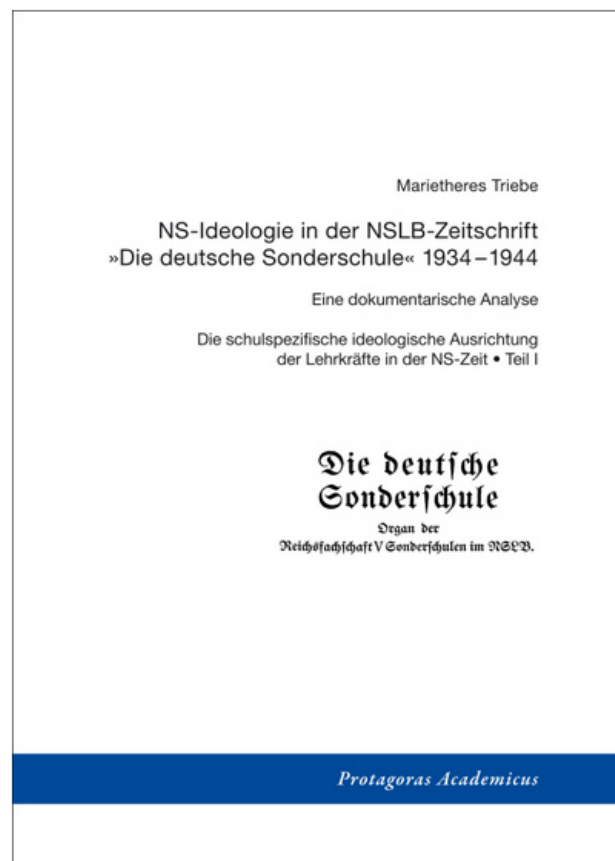 Marietheres Triebe
NS-Ideologie in der NSLB-Zeitschrift
»Die deutsche Sonderschule« 1934–1944
Eine dokumentarische Analyse
Die schulspezifische ideologische Ausrichtung
der Lehrkräfte in der NS-Zeit • Teil I
Die deutſche
Sonderſchule
Organ der
Reichsfachſchaft V Sonderſchulen im NSLB.
Protagoras Academicus